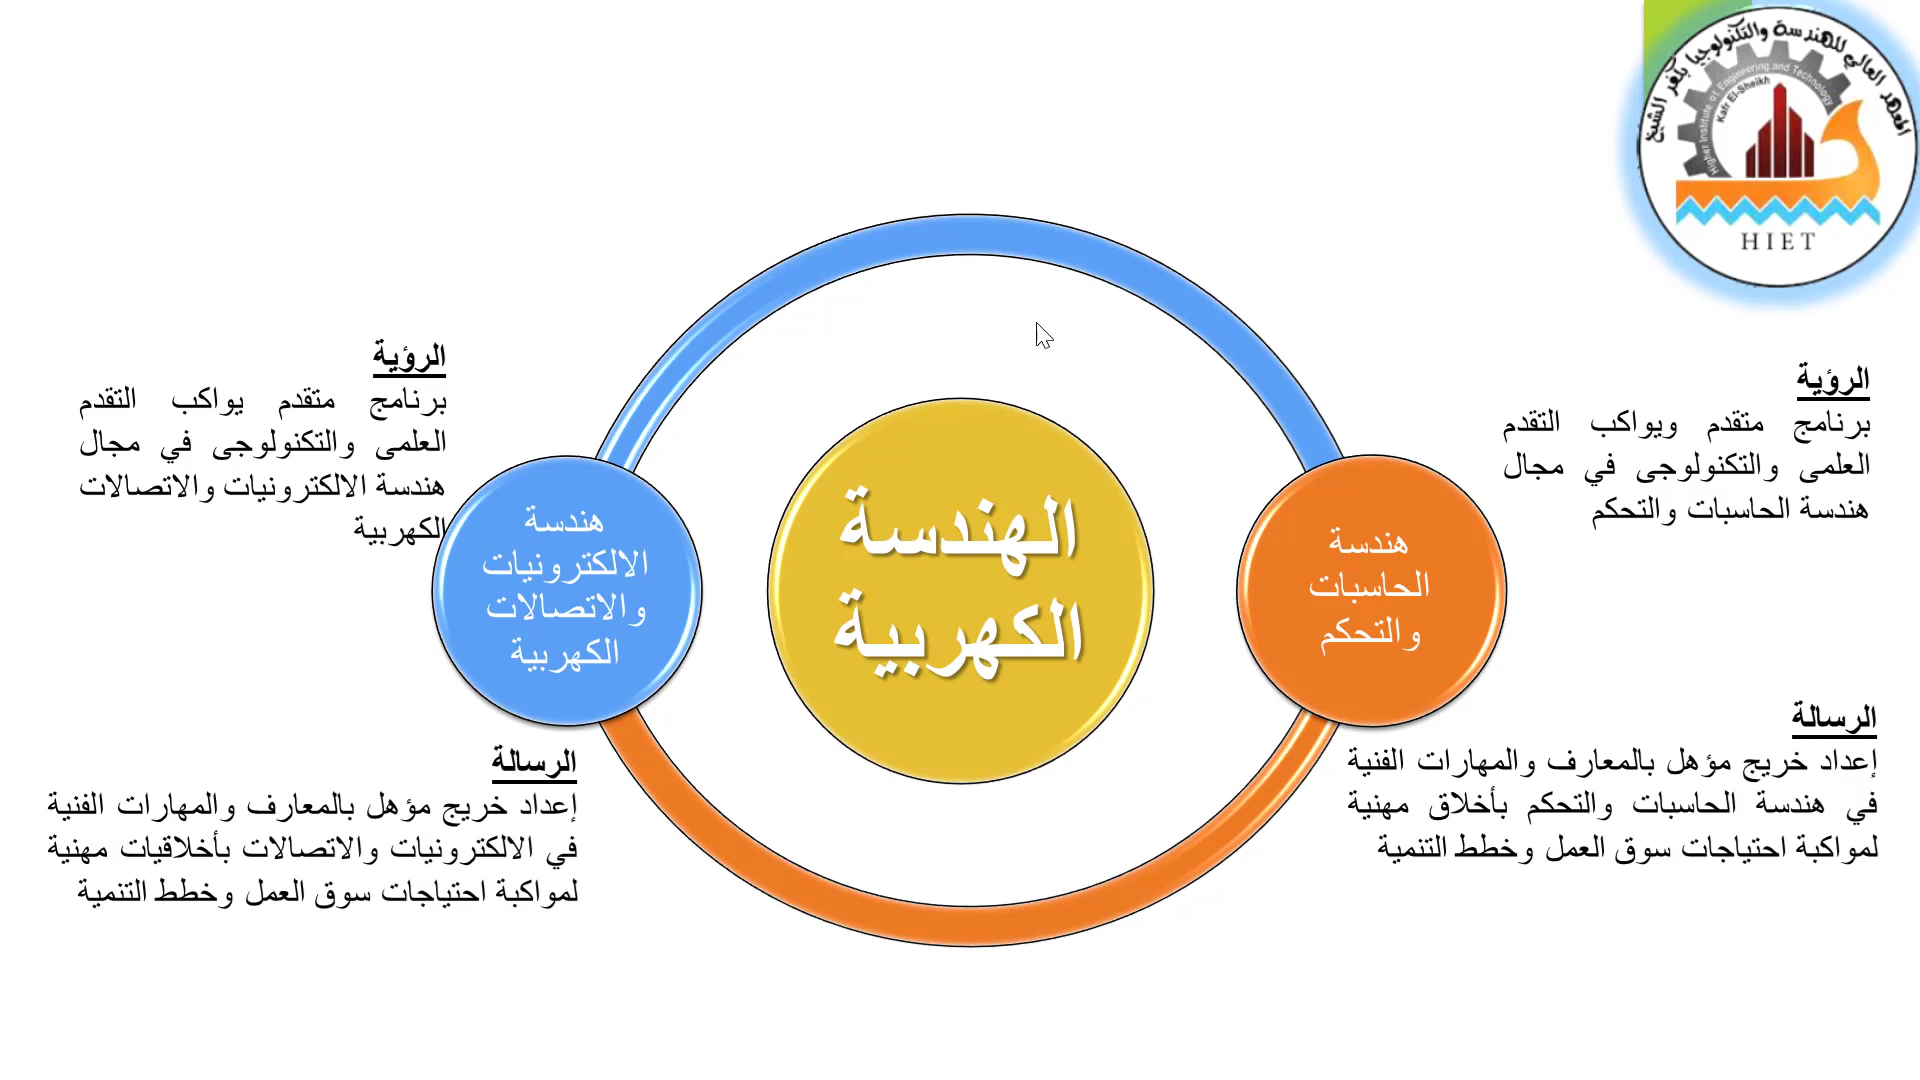 المعهد العالي للهندسة والتكنولوجيا بكفر الشيخ
Higher Institute of Engineering and Technology
Kafr El-Sheikh
HIET
الرؤية
برنامج متقدم ويواكب التقدم
العلمى والتكنولوجى في مجال
هندسة الحاسبات والتحكم
الرسالة
إعداد خريج مؤهل بالمعارف والمهارات الفنية
في هندسة الحاسبات والتحكم بأخلاق مهنية
لمواكبة احتياجات سوق العمل وخطط التنمية
هندسة
الحاسبات
والتحكم
الهندسة
الكهربية
هندسة
الالكترونيات
والاتصالات
الكهربية
الرؤية
برنامج متقدم يواكب التقدم
العلمى والتكنولوجى في مجال
هندسة الالكترونيات والاتصالات
الكهربية
الرسالة
إعداد خريج مؤهل بالمعارف والمهارات الفنية
في الالكترونيات والاتصالات بأخلاقيات مهنية
لمواكبة احتياجات سوق العمل وخطط التنمية